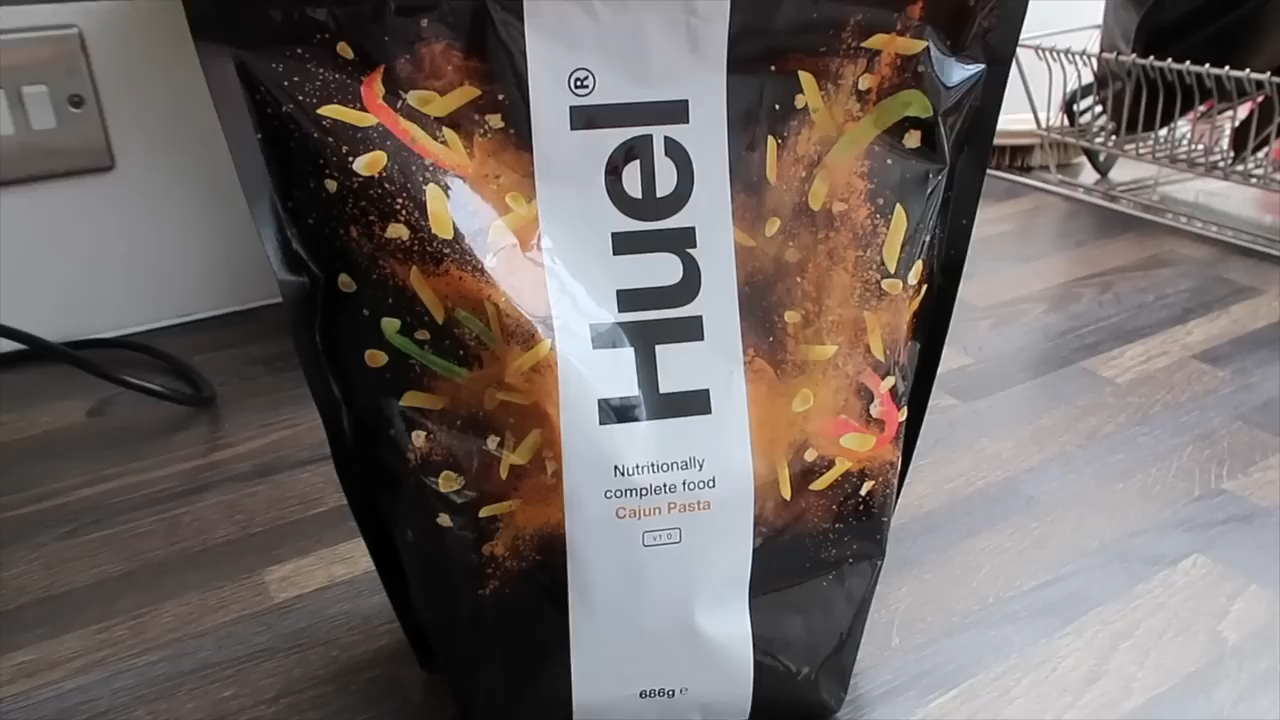 Huel®
Nutritionally
complete food
Cajun Pasta
v1.0
686g ℮